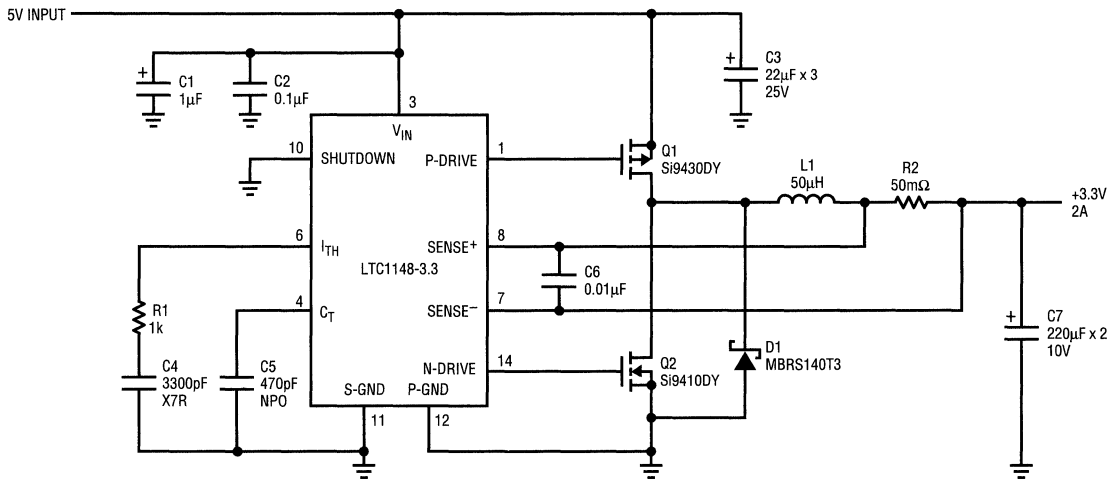 5V INPUT
C1
1µF
C2
0.1µF
C3
22µF x 3
25V
3
V_IN
10
SHUTDOWN
P-DRIVE
1
Q1
Si9430DY
L1
50µH
R2
50mΩ
+3.3V
2A
6
I_TH
SENSE+
8
LTC1148-3.3
C6
0.01µF
4
C_T
SENSE–
7
R1
1k
C7
220µF x 2
10V
D1
MBRS140T3
C4
3300pF
X7R
C5
470pF
NPO
N-DRIVE
14
Q2
Si9410DY
S-GND
P-GND
11
12